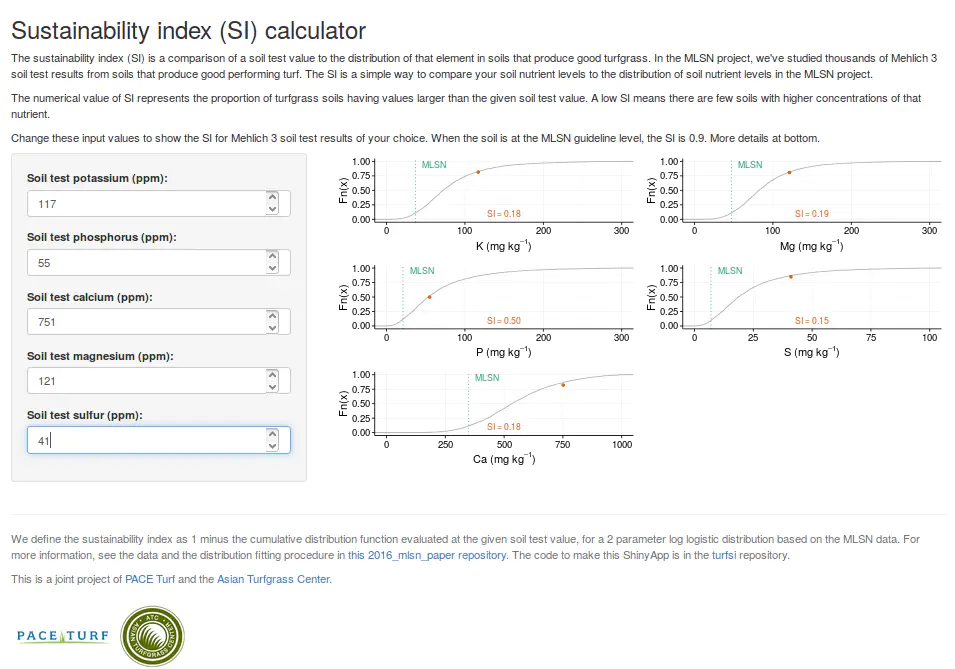 Sustainability index (SI) calculator
The sustainability index (SI) is a comparison of a soil test value to the distribution of that element in soils that produce good turfgrass. In the MLSN project, we've studied thousands of Mehlich 3
soil test results from soils that produce good performing turf. The SI is a simple way to compare your soil nutrient levels to the distribution of soil nutrient levels in the MLSN project.
The numerical value of SI represents the proportion of turfgrass soils having values larger than the given soil test value. A low SI means there are few soils with higher concentrations of that
nutrient.
Change these input values to show the SI for Mehlich 3 soil test results of your choice. When the soil is at the MLSN guideline level, the SI is 0.9. More details at bottom.
Soil test potassium (ppm):
117
Soil test phosphorus (ppm):
55
Soil test calcium (ppm):
751
Soil test magnesium (ppm):
121
Soil test sulfur (ppm):
41
Fn(x)
1.00
0.75
0.50
0.25
0.00
MLSN
SI = 0.18
0 100 200 300
K (mg kg⁻¹)
Fn(x)
1.00
0.75
0.50
0.25
0.00
MLSN
SI = 0.19
0 100 200 300
Mg (mg kg⁻¹)
Fn(x)
1.00
0.75
0.50
0.25
0.00
MLSN
SI = 0.50
0 100 200 300
P (mg kg⁻¹)
Fn(x)
1.00
0.75
0.50
0.25
0.00
MLSN
SI = 0.15
0 25 50 75 100
S (mg kg⁻¹)
Fn(x)
1.00
0.75
0.50
0.25
0.00
MLSN
SI = 0.18
0 250 500 750 1000
Ca (mg kg⁻¹)
We define the sustainability index as 1 minus the cumulative distribution function evaluated at the given soil test value, for a 2 parameter log logistic distribution based on the MLSN data. For
more information, see the data and the distribution fitting procedure in this 2016_mlsn_paper repository. The code to make this ShinyApp is in the turfsi repository.
This is a joint project of PACE Turf and the Asian Turfgrass Center.
PACE TURF
ATC
ASIAN TURFGRASS CENTER